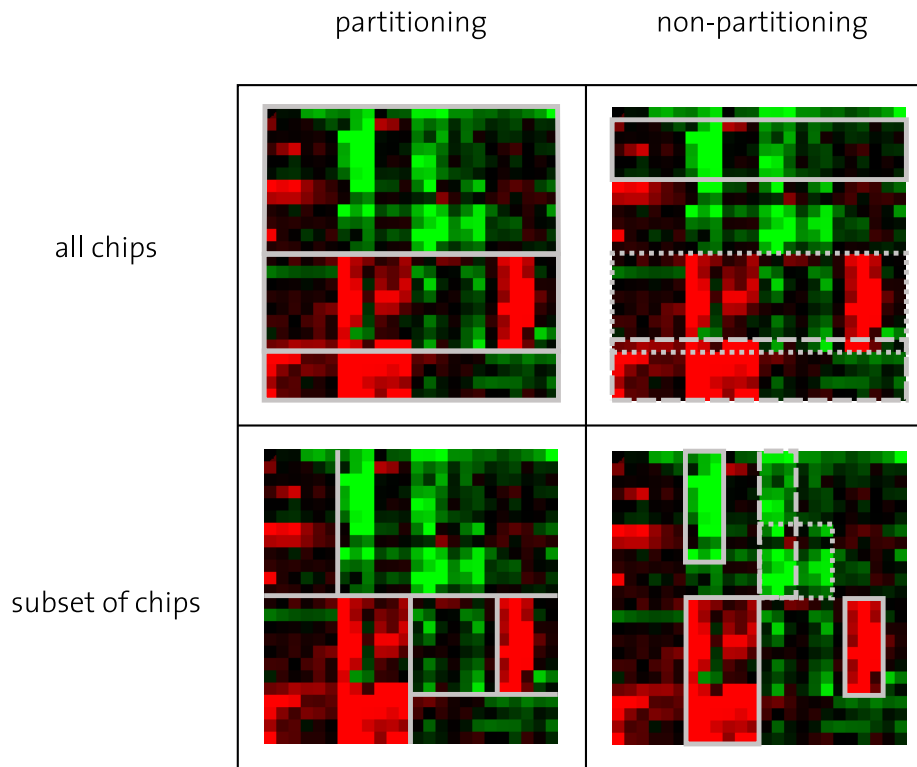 partitioning
non-partitioning
all chips
subset of chips